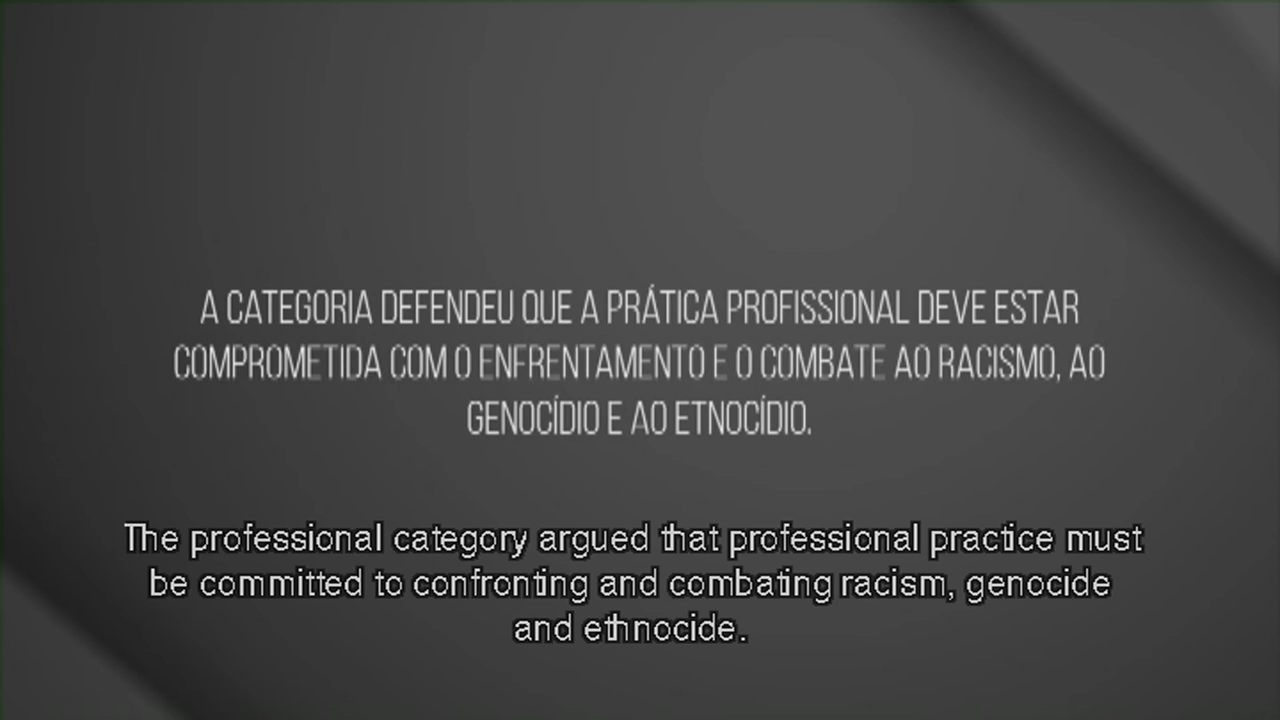 A CATEGORIA DEFENDEU QUE A PRÁTICA PROFISSIONAL DEVE ESTAR
COMPROMETIDA COM O ENFRENTAMENTO E O COMBATE AO RACISMO, AO
GENOCÍDIO E AO ETNOCÍDIO.
The professional category argued that professional practice must
be committed to confronting and combating racism, genocide
and ethnocide.